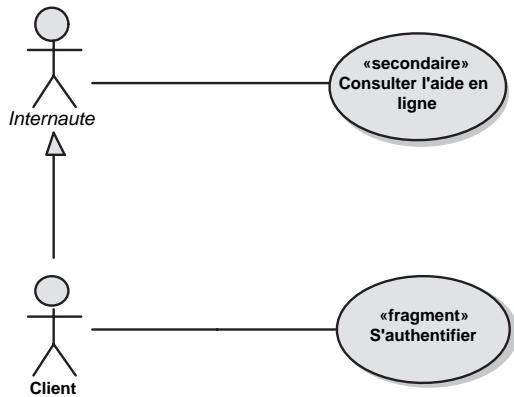 «secondaire»
Consulter l'aide en
ligne
Internaute
«fragment»
S'authentifier
Client